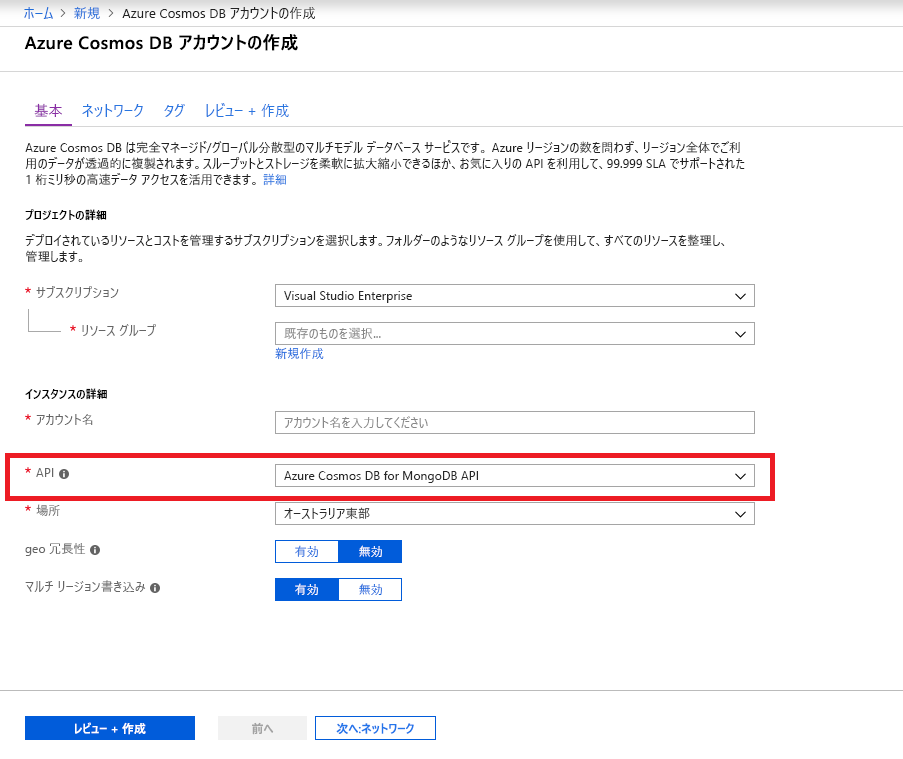 ホーム > 新規 > Azure Cosmos DB アカウントの作成
Azure Cosmos DB アカウントの作成
基本 ネットワーク タグ レビュー + 作成
Azure Cosmos DB は完全マネージド/グローバル分散型のマルチモデル データベース サービスです。Azure リージョンの数を問わず、リージョン全体でご利
用のデータが透過的に複製されます。スループットとストレージを柔軟に拡大縮小できるほか、お気に入りの API を利用して、99.999 SLA でサポートされた
1 桁ミリ秒の高速データ アクセスを活用できます。詳細
プロジェクトの詳細
デプロイされているリソースとコストを管理するサブスクリプションを選択します。フォルダーのようなリソース グループを使用して、すべてのリソースを整理し、
管理します。
* サブスクリプション Visual Studio Enterprise
* リソース グループ 既存のものを選択...
新規作成
インスタンスの詳細
* アカウント名 アカウント名を入力してください
* API Azure Cosmos DB for MongoDB API
* 場所 オーストラリア東部
geo 冗長性 有効 無効
マルチ リージョン書き込み 有効 無効
レビュー + 作成 前へ 次へ:ネットワーク